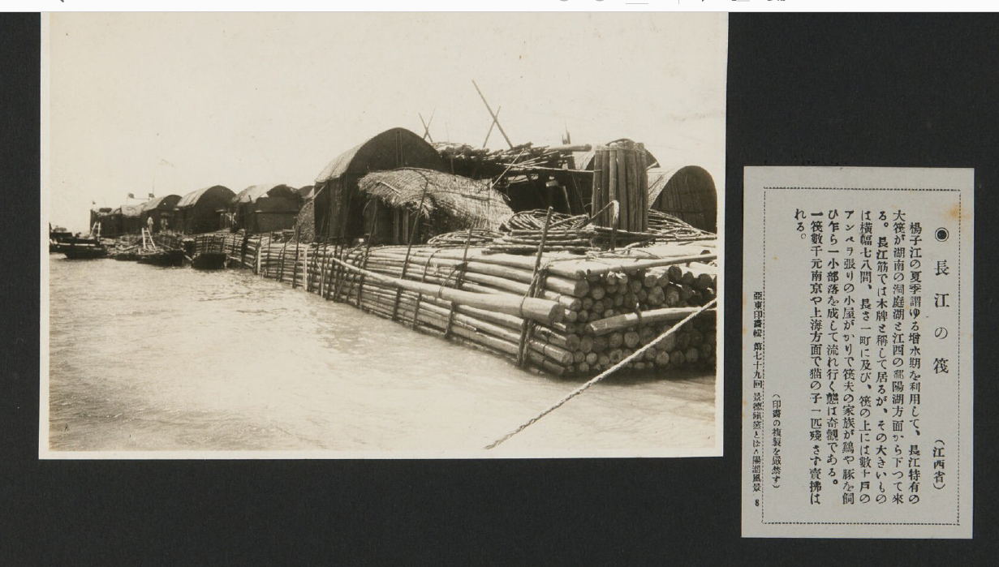 ◉長江の筏 （江西省）
楊子江の夏季謂ゆる增水期を利用して、長江特有の
大筏が湖南の洞庭湖と江西の鄱陽湖方面から下つて來
る。長江筋では木牌と稱して居るが、その大きいもの
は橫幅七八間、長さ一町に及び、筏の上には數十戶の
アンペラ張りの小屋がかりで筏夫の家族が鷄や豚を飼
ひ乍ら一小部落を成して流れ行く態は奇觀である。
一筏數千元南京や上海方面で猫の子一匹殘さず賣拂は
れる。
（印畫の複製を嚴禁す）
亞東印畫輯 第七十九回 景德鎭窯と 陽湖風景 8